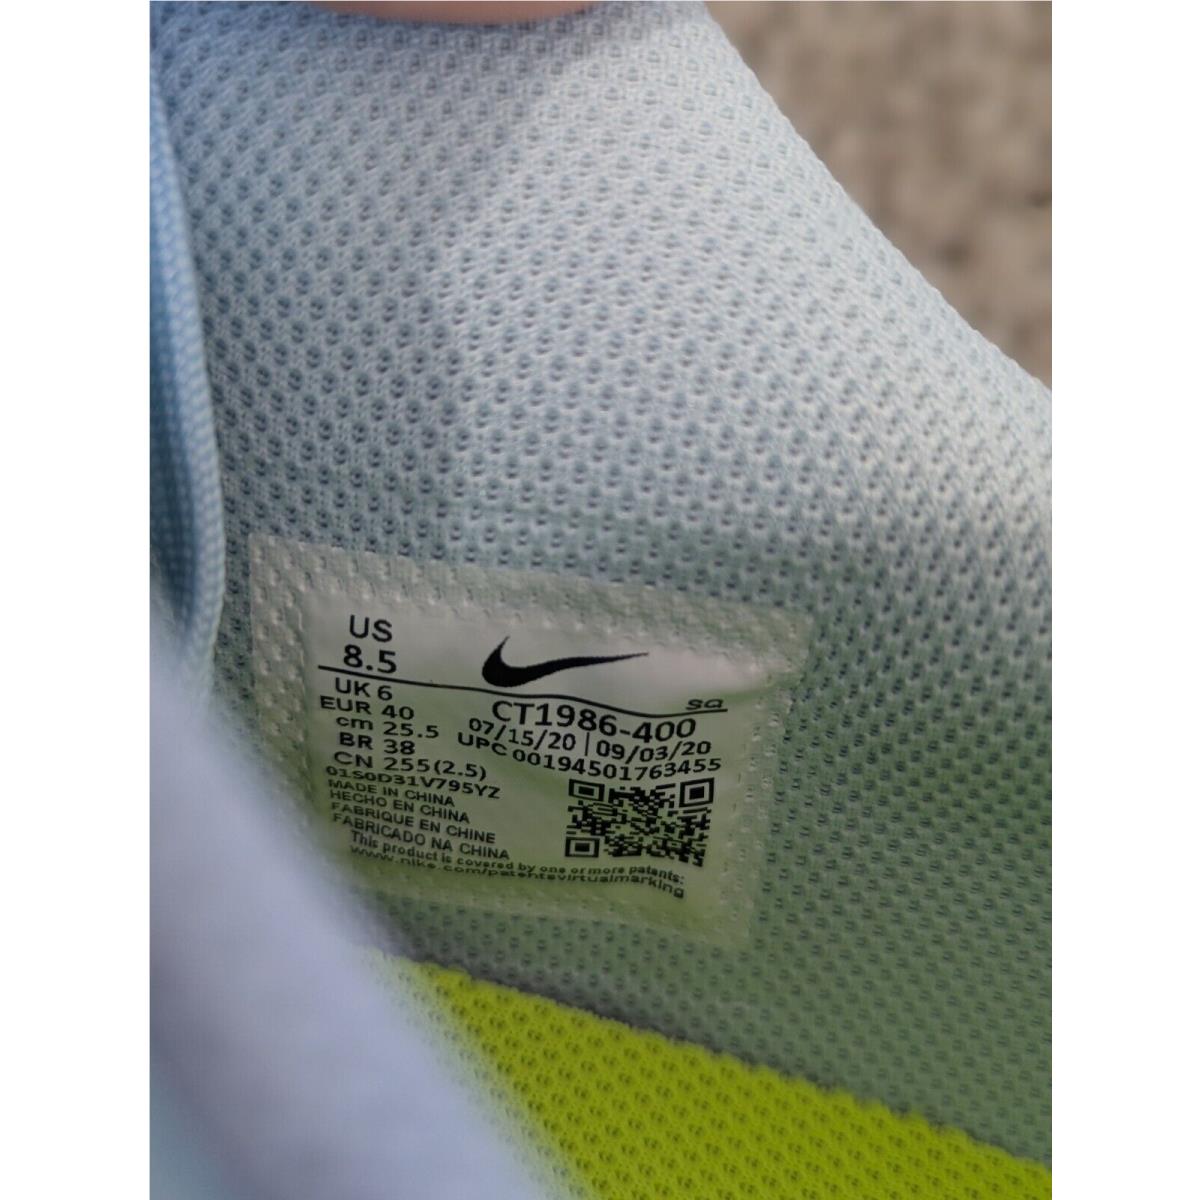 US
8.5
UK 6
EUR 40
cm 25.5
BR 38
CN 255(2.5)
SQ
CT1986-400
07/15/20 | 09/03/20
UPC 00194501763455
01S0D31V795YZ
MADE IN CHINA
HECHO EN CHINA
FABRIQUE EN CHINE
FABRICADO NA CHINA
This product is covered by one or more patents:
www.nike.com/patentsvirtualmarking